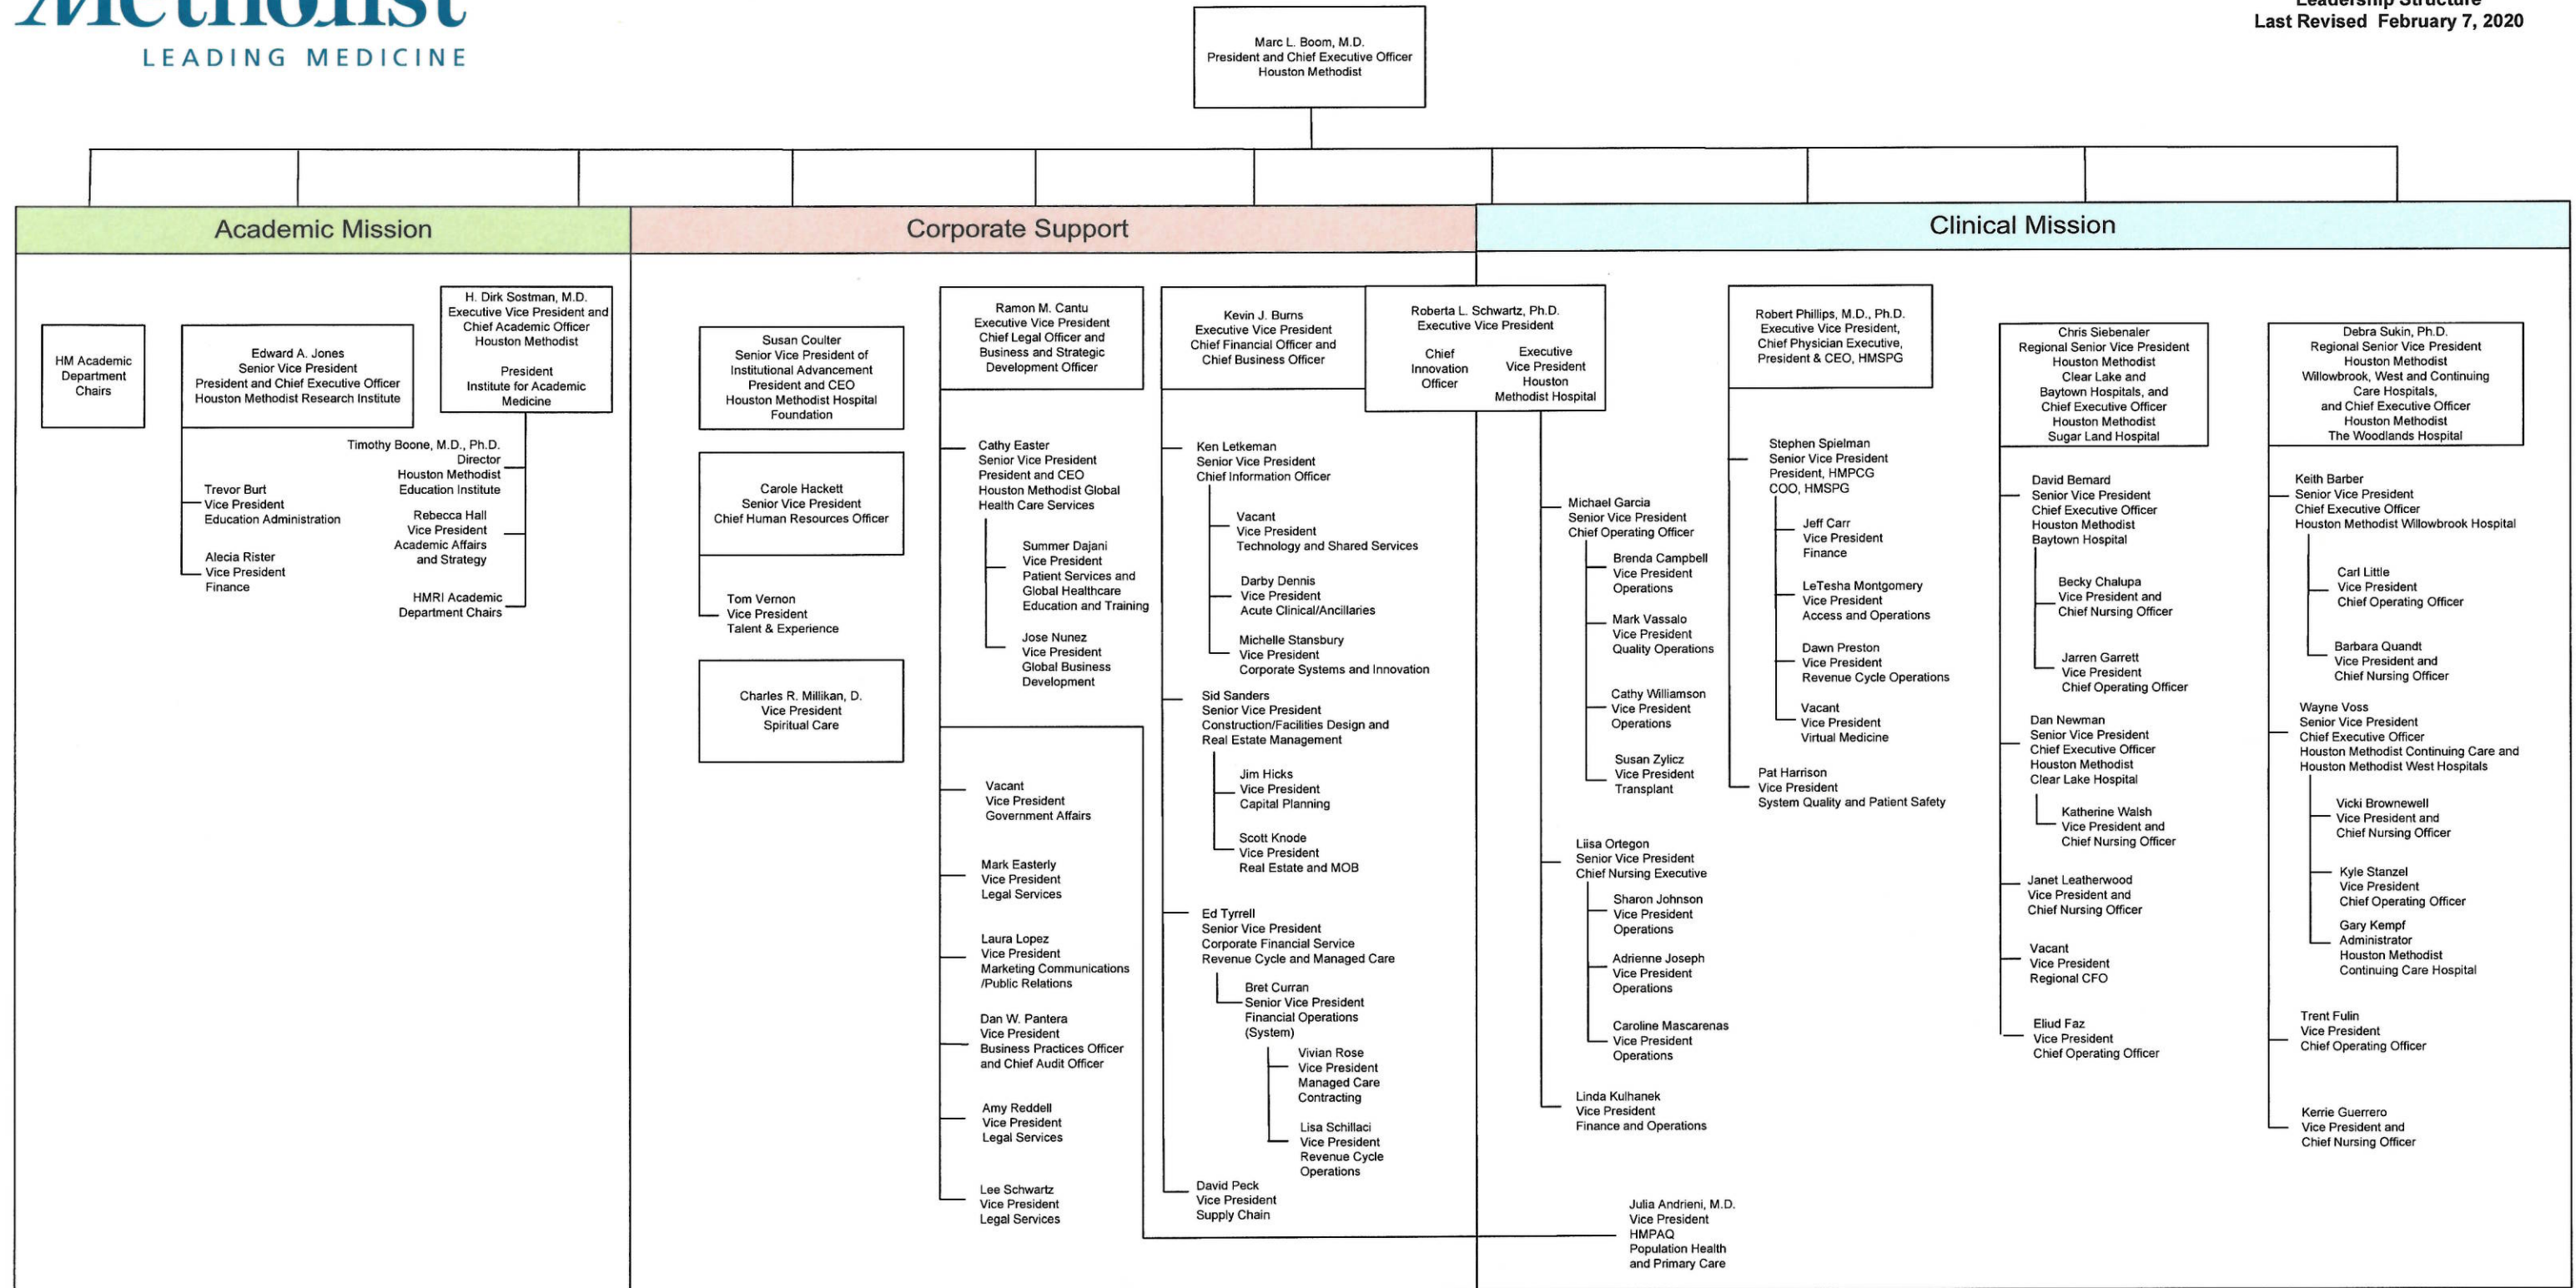 Methodist
LEADING MEDICINE
Leadership Structure
Last Revised February 7, 2020
Marc L. Boom, M.D.
President and Chief Executive Officer
Houston Methodist
Academic Mission
Corporate Support
Clinical Mission
HM Academic
Department
Chairs
Edward A. Jones
Senior Vice President
President and Chief Executive Officer
Houston Methodist Research Institute
Trevor Burt
Vice President
Education Administration
Alecia Rister
Vice President
Finance
H. Dirk Sostman, M.D.
Executive Vice President and
Chief Academic Officer
Houston Methodist
President
Institute for Academic
Medicine
Timothy Boone, M.D., Ph.D.
Director
Houston Methodist
Education Institute
Rebecca Hall
Vice President
Academic Affairs
and Strategy
HMRI Academic
Department Chairs
Susan Coulter
Senior Vice President of
Institutional Advancement
President and CEO
Houston Methodist Hospital
Foundation
Carole Hackett
Senior Vice President
Chief Human Resources Officer
Tom Vernon
Vice President
Talent & Experience
Charles R. Millikan, D.
Vice President
Spiritual Care
Ramon M. Cantu
Executive Vice President
Chief Legal Officer and
Business and Strategic
Development Officer
Cathy Easter
Senior Vice President
President and CEO
Houston Methodist Global
Health Care Services
Summer Dajani
Vice President
Patient Services and
Global Healthcare
Education and Training
Jose Nunez
Vice President
Global Business
Development
Vacant
Vice President
Government Affairs
Mark Easterly
Vice President
Legal Services
Laura Lopez
Vice President
Marketing Communications
/Public Relations
Dan W. Pantera
Vice President
Business Practices Officer
and Chief Audit Officer
Amy Reddell
Vice President
Legal Services
Lee Schwartz
Vice President
Legal Services
Kevin J. Burns
Executive Vice President
Chief Financial Officer and
Chief Business Officer
Ken Letkeman
Senior Vice President
Chief Information Officer
Vacant
Vice President
Technology and Shared Services
Darby Dennis
Vice President
Acute Clinical/Ancillaries
Michelle Stansbury
Vice President
Corporate Systems and Innovation
Sid Sanders
Senior Vice President
Construction/Facilities Design and
Real Estate Management
Jim Hicks
Vice President
Capital Planning
Scott Knode
Vice President
Real Estate and MOB
Ed Tyrrell
Senior Vice President
Corporate Financial Service
Revenue Cycle and Managed Care
Bret Curran
Senior Vice President
Financial Operations
(System)
Vivian Rose
Vice President
Managed Care
Contracting
Lisa Schillaci
Vice President
Revenue Cycle
Operations
David Peck
Vice President
Supply Chain
Roberta L. Schwartz, Ph.D.
Executive Vice President
Chief
Innovation
Officer
Executive
Vice President
Houston
Methodist Hospital
Michael Garcia
Senior Vice President
Chief Operating Officer
Brenda Campbell
Vice President
Operations
Mark Vassalo
Vice President
Quality Operations
Cathy Williamson
Vice President
Operations
Susan Zylicz
Vice President
Transplant
Liisa Ortegon
Senior Vice President
Chief Nursing Executive
Sharon Johnson
Vice President
Operations
Adrienne Joseph
Vice President
Operations
Caroline Mascarenas
Vice President
Operations
Linda Kulhanek
Vice President
Finance and Operations
Julia Andrieni, M.D.
Vice President
HMPAQ
Population Health
and Primary Care
Robert Phillips, M.D., Ph.D.
Executive Vice President,
Chief Physician Executive,
President & CEO, HMSPG
Stephen Spielman
Senior Vice President
President, HMPCG
COO, HMSPG
Jeff Carr
Vice President
Finance
LeTesha Montgomery
Vice President
Access and Operations
Dawn Preston
Vice President
Revenue Cycle Operations
Vacant
Vice President
Virtual Medicine
Pat Harrison
Vice President
System Quality and Patient Safety
Chris Siebenaler
Regional Senior Vice President
Houston Methodist
Clear Lake and
Baytown Hospitals, and
Chief Executive Officer
Houston Methodist
Sugar Land Hospital
David Bernard
Senior Vice President
Chief Executive Officer
Houston Methodist
Baytown Hospital
Becky Chalupa
Vice President and
Chief Nursing Officer
Jarren Garrett
Vice President
Chief Operating Officer
Dan Newman
Senior Vice President
Chief Executive Officer
Houston Methodist
Clear Lake Hospital
Katherine Walsh
Vice President and
Chief Nursing Officer
Janet Leatherwood
Vice President and
Chief Nursing Officer
Vacant
Vice President
Regional CFO
Eliud Faz
Vice President
Chief Operating Officer
Debra Sukin, Ph.D.
Regional Senior Vice President
Houston Methodist
Willowbrook, West and Continuing
Care Hospitals,
and Chief Executive Officer
Houston Methodist
The Woodlands Hospital
Keith Barber
Senior Vice President
Chief Executive Officer
Houston Methodist Willowbrook Hospital
Carl Little
Vice President
Chief Operating Officer
Barbara Quandt
Vice President and
Chief Nursing Officer
Wayne Voss
Senior Vice President
Chief Executive Officer
Houston Methodist Continuing Care and
Houston Methodist West Hospitals
Vicki Brownewell
Vice President and
Chief Nursing Officer
Kyle Stanzel
Vice President
Chief Operating Officer
Gary Kempf
Administrator
Houston Methodist
Continuing Care Hospital
Trent Fulin
Vice President
Chief Operating Officer
Kerrie Guerrero
Vice President and
Chief Nursing Officer